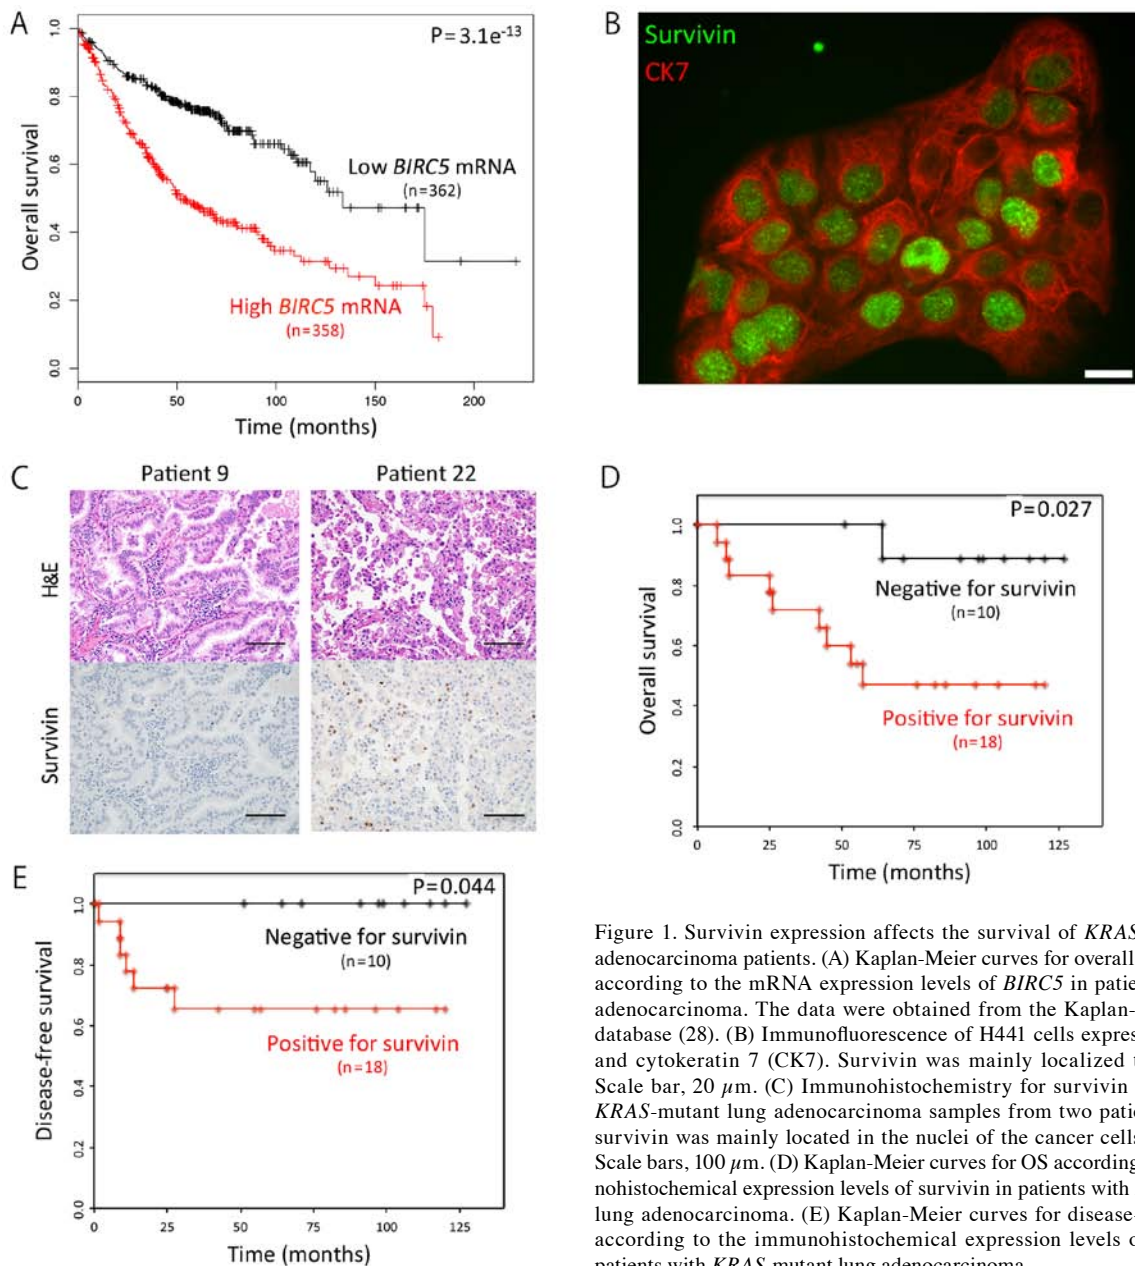 A
P=3.1e-13
1.0
0.8
0.6
0.4
0.2
0.0
Overall survival
Low BIRC5 mRNA
(n=362)
High BIRC5 mRNA
(n=358)
0
50
100
150
200
Time (months)
B
Survivin
CK7
C
Patient 9
Patient 22
H&E
Survivin
D
P=0.027
1.0
0.8
0.6
0.4
0.2
0.0
Overall survival
Negative for survivin
(n=10)
Positive for survivin
(n=18)
0
25
50
75
100
125
Time (months)
E
P=0.044
1.0
0.8
0.6
0.4
0.2
0.0
Disease-free survival
Negative for survivin
(n=10)
Positive for survivin
(n=18)
0
25
50
75
100
125
Time (months)
Figure 1. Survivin expression affects the survival of KRAS
adenocarcinoma patients. (A) Kaplan-Meier curves for overall
according to the mRNA expression levels of BIRC5 in patie
adenocarcinoma. The data were obtained from the Kaplan-
database (28). (B) Immunofluorescence of H441 cells expres
and cytokeratin 7 (CK7). Survivin was mainly localized t
Scale bar, 20 µm. (C) Immunohistochemistry for survivin
KRAS-mutant lung adenocarcinoma samples from two patie
survivin was mainly located in the nuclei of the cancer cells
Scale bars, 100 µm. (D) Kaplan-Meier curves for OS according
nohistochemical expression levels of survivin in patients with
lung adenocarcinoma. (E) Kaplan-Meier curves for disease-
according to the immunohistochemical expression levels o
patients with KRAS-mutant lung adenocarcinoma